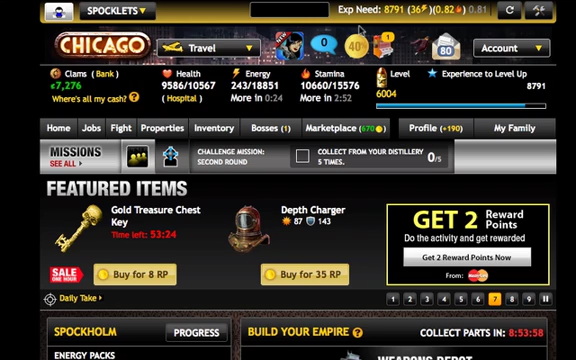 SPOCKLETS▼
Exp Need: 8791 (36⚡)(0.82🔥) 0.81
CHICAGO
Travel
NEW
0
40
1
80
Account
Clams (Bank)
¢7,276
Where's all my cash?
Health
9586/10567
(Hospital)
Energy
243/18851
More in 0:24
Stamina
10660/15576
More in 2:52
Level
6004
Experience to Level Up
8791
Home
Jobs
Fight
Properties
Inventory
Bosses (1)
Marketplace (670)
Profile (+190)
My Family
MISSIONS
SEE ALL ▸
CHALLENGE MISSION:
SECOND ROUND
COLLECT FROM YOUR DISTILLERY
5 TIMES.
0/5
FEATURED ITEMS
Gold Treasure Chest
Key
Time left: 53:24
SALE
ONE HOUR
Buy for 8 RP
Depth Charger
87 143
Buy for 35 RP
GET 2 Reward
Points
Do the activity and get rewarded
Get 2 Reward Points Now
From: MasterCard
Daily Take ▸
1 2 3 4 5 6 7 8 9
SPOCKHOLM
PROGRESS
ENERGY PACKS
BUILD YOUR EMPIRE ?
COLLECT PARTS IN: 8:53:58
WEAPONS DEPOT